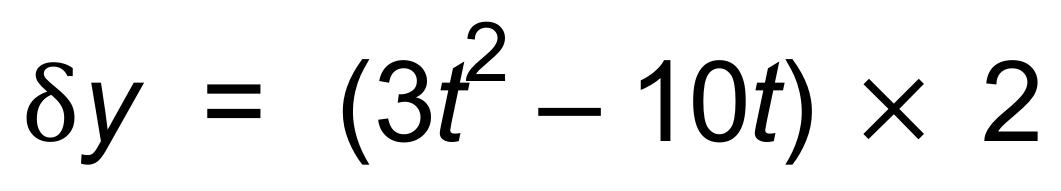 δy = (3t² – 10t) × 2